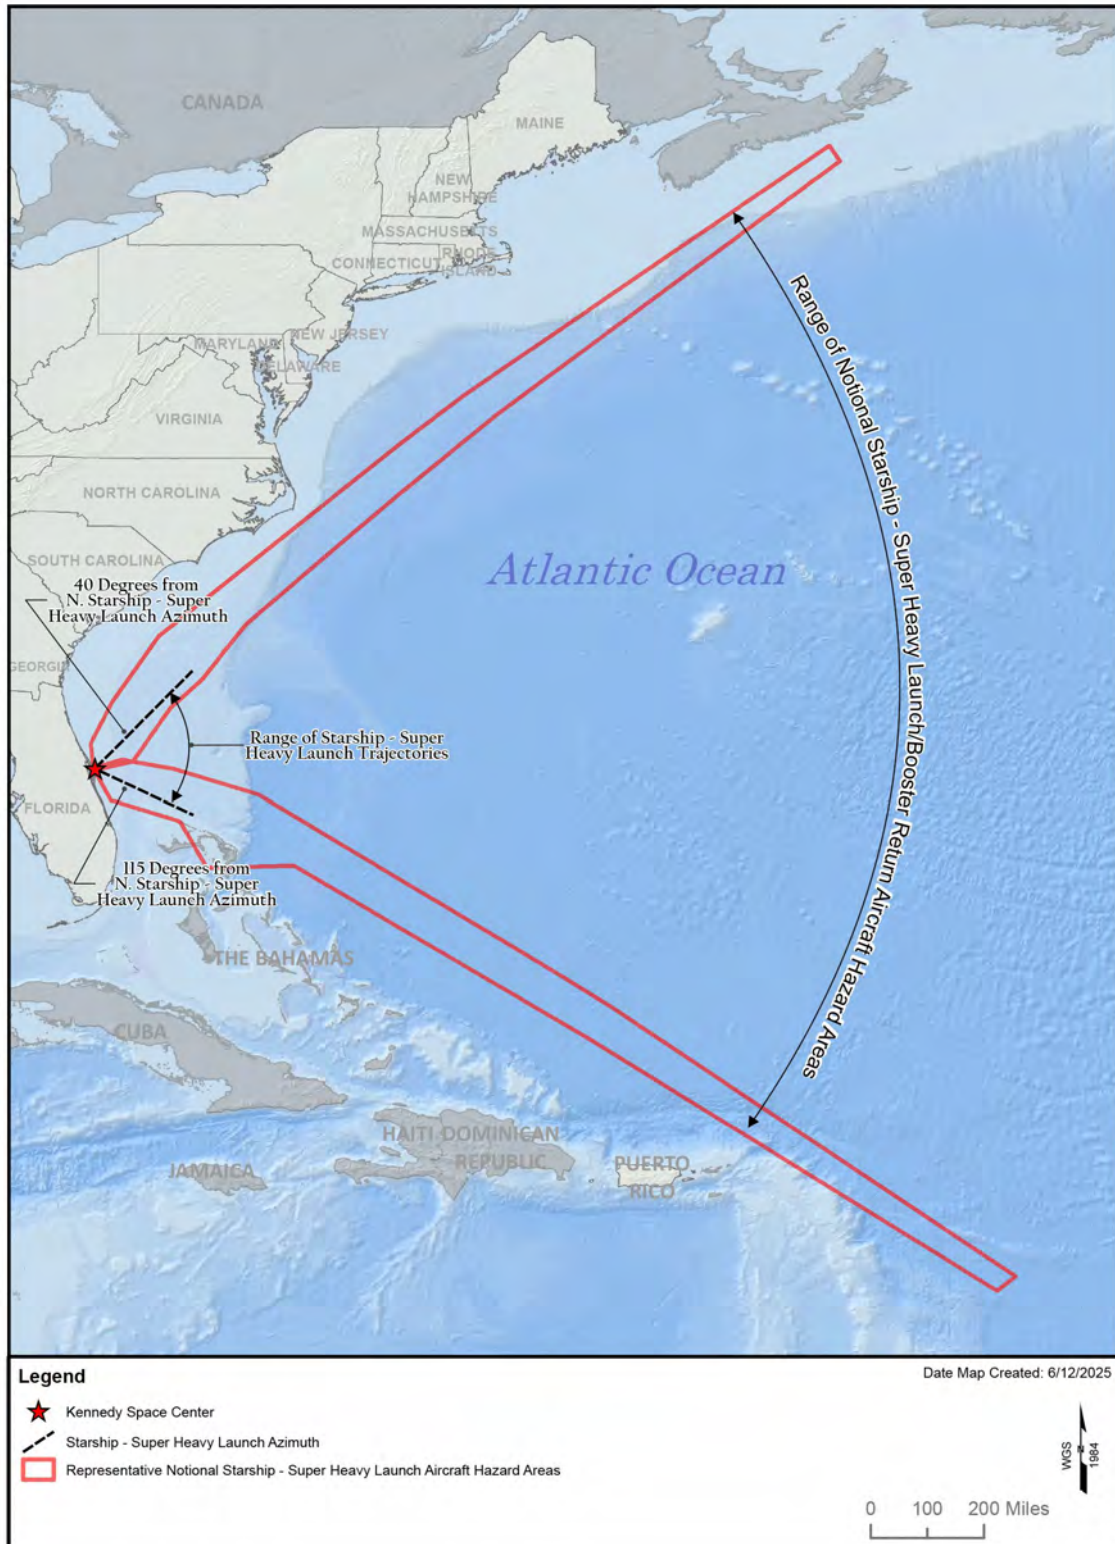 CANADA
MAINE
NEW
HAMPSHIRE
MASSACHUSETTS
CONNECTICUT
RHODE
ISLAND
NEW JERSEY
MARYLAND
DELAWARE
VIRGINIA
NORTH CAROLINA
SOUTH CAROLINA
GEORGIA
FLORIDA
40 Degrees from
N. Starship - Super
Heavy Launch Azimuth
Range of Starship - Super
Heavy Launch Trajectories
115 Degrees from
N. Starship - Super
Heavy Launch Azimuth
Atlantic Ocean
Range of Notional Starship - Super Heavy Launch/Booster Return Aircraft Hazard Areas
THE BAHAMAS
CUBA
JAMAICA
HAITI
DOMINICAN
REPUBLIC
PUERTO
RICO
Legend
Date Map Created: 6/12/2025
Kennedy Space Center
Starship - Super Heavy Launch Azimuth
Representative Notional Starship - Super Heavy Launch Aircraft Hazard Areas
WGS
N
1984
0 100 200 Miles